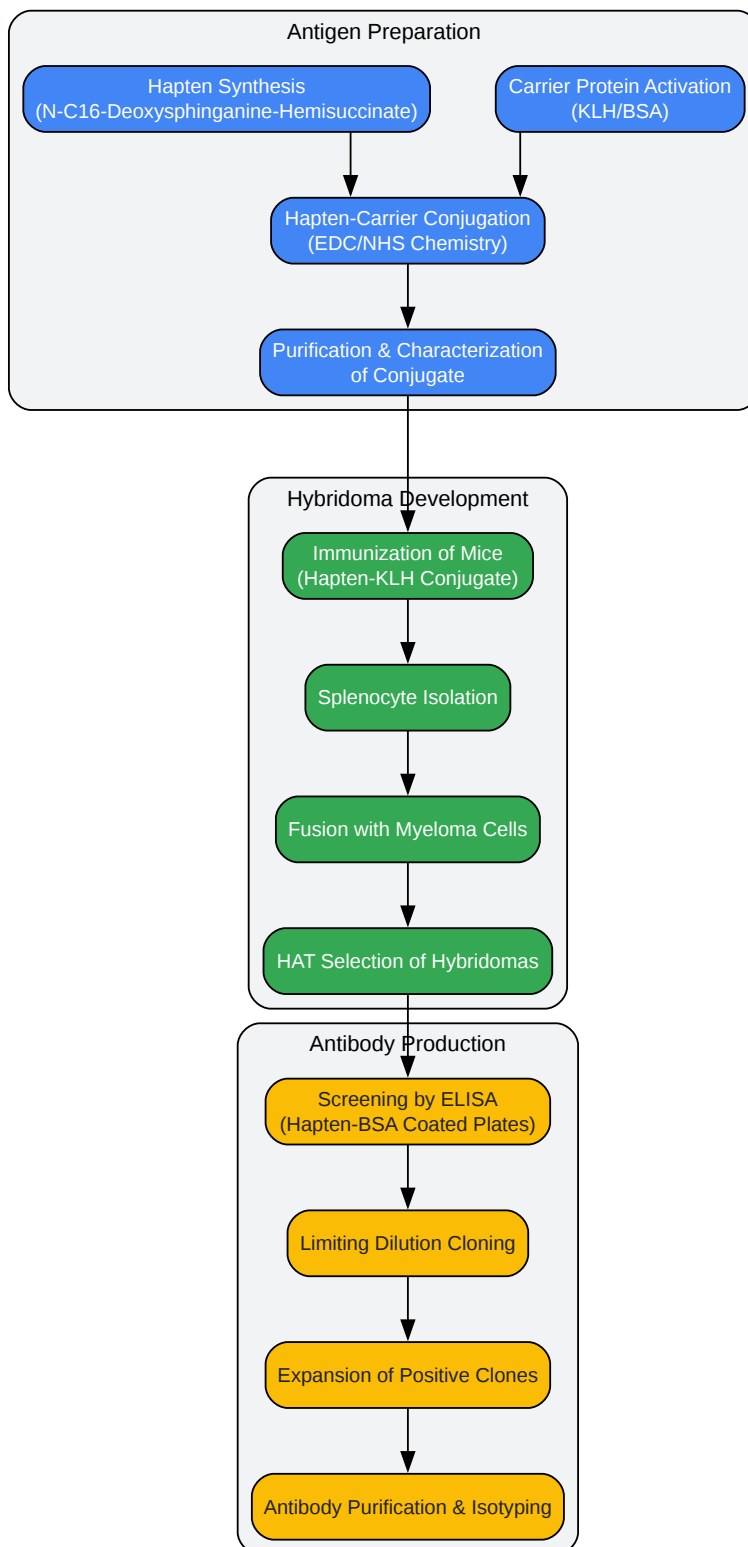 Antigen Preparation
Hapten Synthesis
(N-C16-Deoxysphinganine-Hemisuccinate)
Carrier Protein Activation
(KLH/BSA)
Hapten-Carrier Conjugation
(EDC/NHS Chemistry)
Purification & Characterization
of Conjugate
Hybridoma Development
Immunization of Mice
(Hapten-KLH Conjugate)
Splenocyte Isolation
Fusion with Myeloma Cells
HAT Selection of Hybridomas
Antibody Production
Screening by ELISA
(Hapten-BSA Coated Plates)
Limiting Dilution Cloning
Expansion of Positive Clones
Antibody Purification & Isotyping